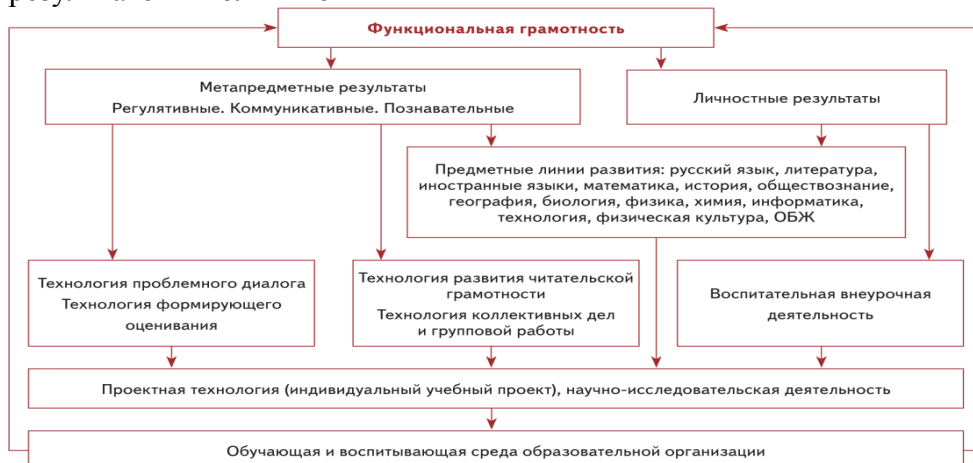 Функциональная грамотность
Метапредметные результаты
Регулятивные. Коммуникативные. Познавательные
Личностные результаты
Предметные линии развития: русский язык, литература,
иностранные языки, математика, история, обществознание,
география, биология, физика, химия, информатика,
технология, физическая культура, ОБЖ
Технология проблемного диалога
Технология формирующего
оценивания
Технология развития читательской
грамотности
Технология коллективных дел
и групповой работы
Воспитательная внеурочная
деятельность
Проектная технология (индивидуальный учебный проект), научно-исследовательская деятельность
Обучающая и воспитывающая среда образовательной организации